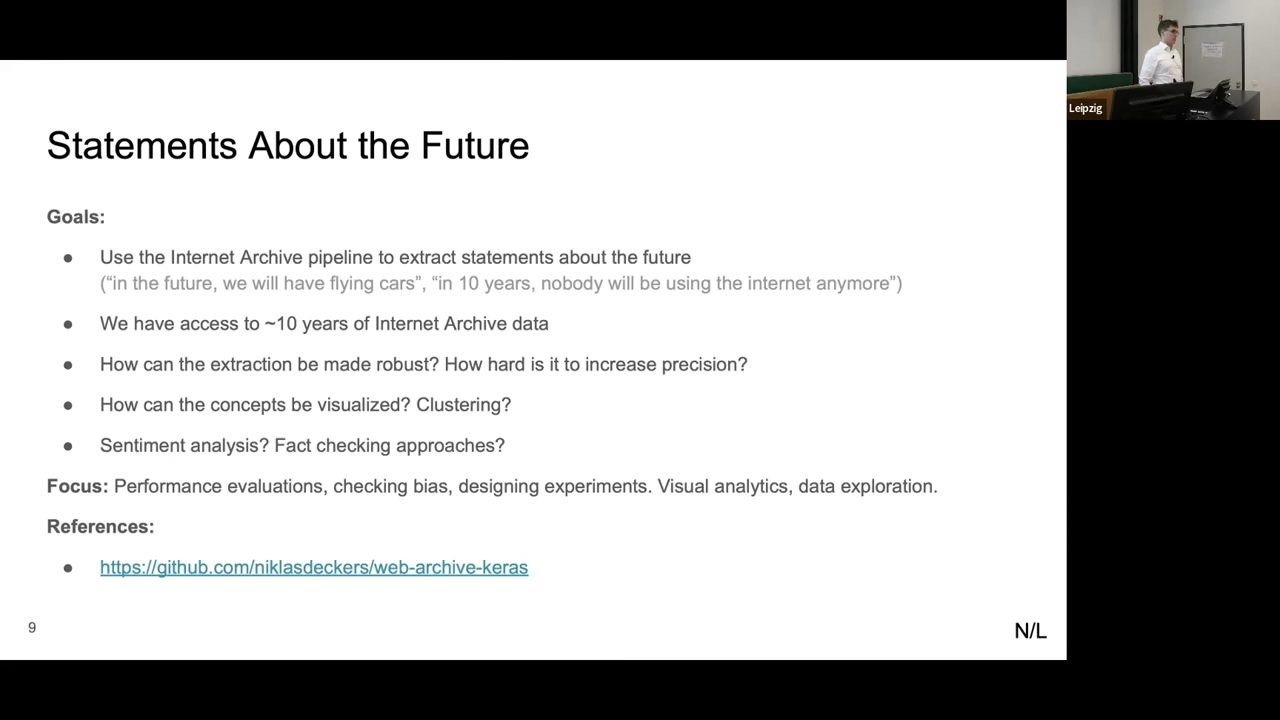 Statements About the Future
Goals:
● Use the Internet Archive pipeline to extract statements about the future
(“in the future, we will have flying cars”, “in 10 years, nobody will be using the internet anymore”)
● We have access to ~10 years of Internet Archive data
● How can the extraction be made robust? How hard is it to increase precision?
● How can the concepts be visualized? Clustering?
● Sentiment analysis? Fact checking approaches?
Focus: Performance evaluations, checking bias, designing experiments. Visual analytics, data exploration.
References:
● https://github.com/niklasdeckers/web-archive-keras
9
N/L
Leipzig